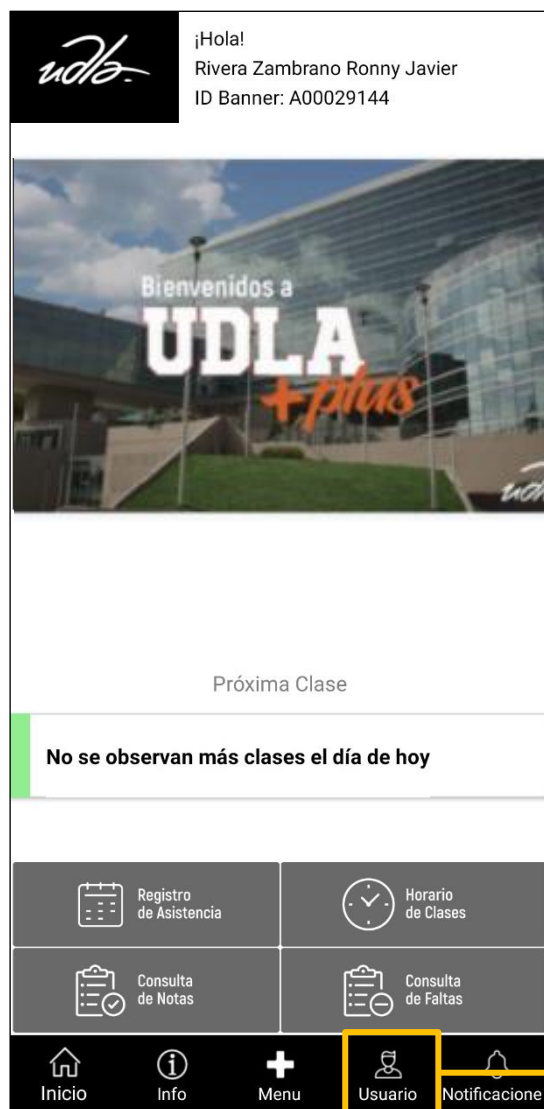 udla-
¡Hola!
Rivera Zambrano Ronny Javier
ID Banner: A00029144
Bienvenidos a
UDLA
+plus
Próxima Clase
No se observan más clases el día de hoy
Registro
de Asistencia
Horario
de Clases
Consulta
de Notas
Consulta
de Faltas
Inicio
Info
Menu
Usuario
Notificacione